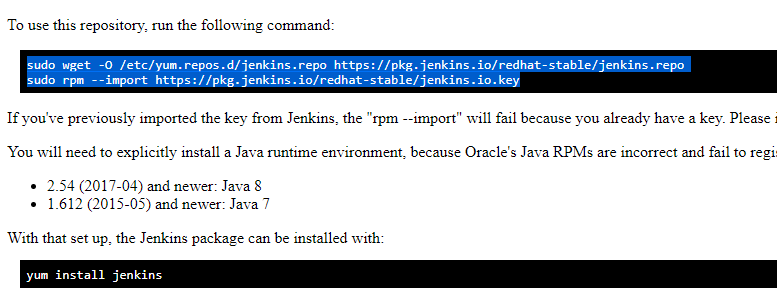 To use this repository, run the following command:
sudo wget -O /etc/yum.repos.d/jenkins.repo https://pkg.jenkins.io/redhat-stable/jenkins.repo
sudo rpm --import https://pkg.jenkins.io/redhat-stable/jenkins.io.key
If you've previously imported the key from Jenkins, the "rpm --import" will fail because you already have a key. Please i
You will need to explicitly install a Java runtime environment, because Oracle's Java RPMs are incorrect and fail to regi
• 2.54 (2017-04) and newer: Java 8
• 1.612 (2015-05) and newer: Java 7
With that set up, the Jenkins package can be installed with:
yum install jenkins